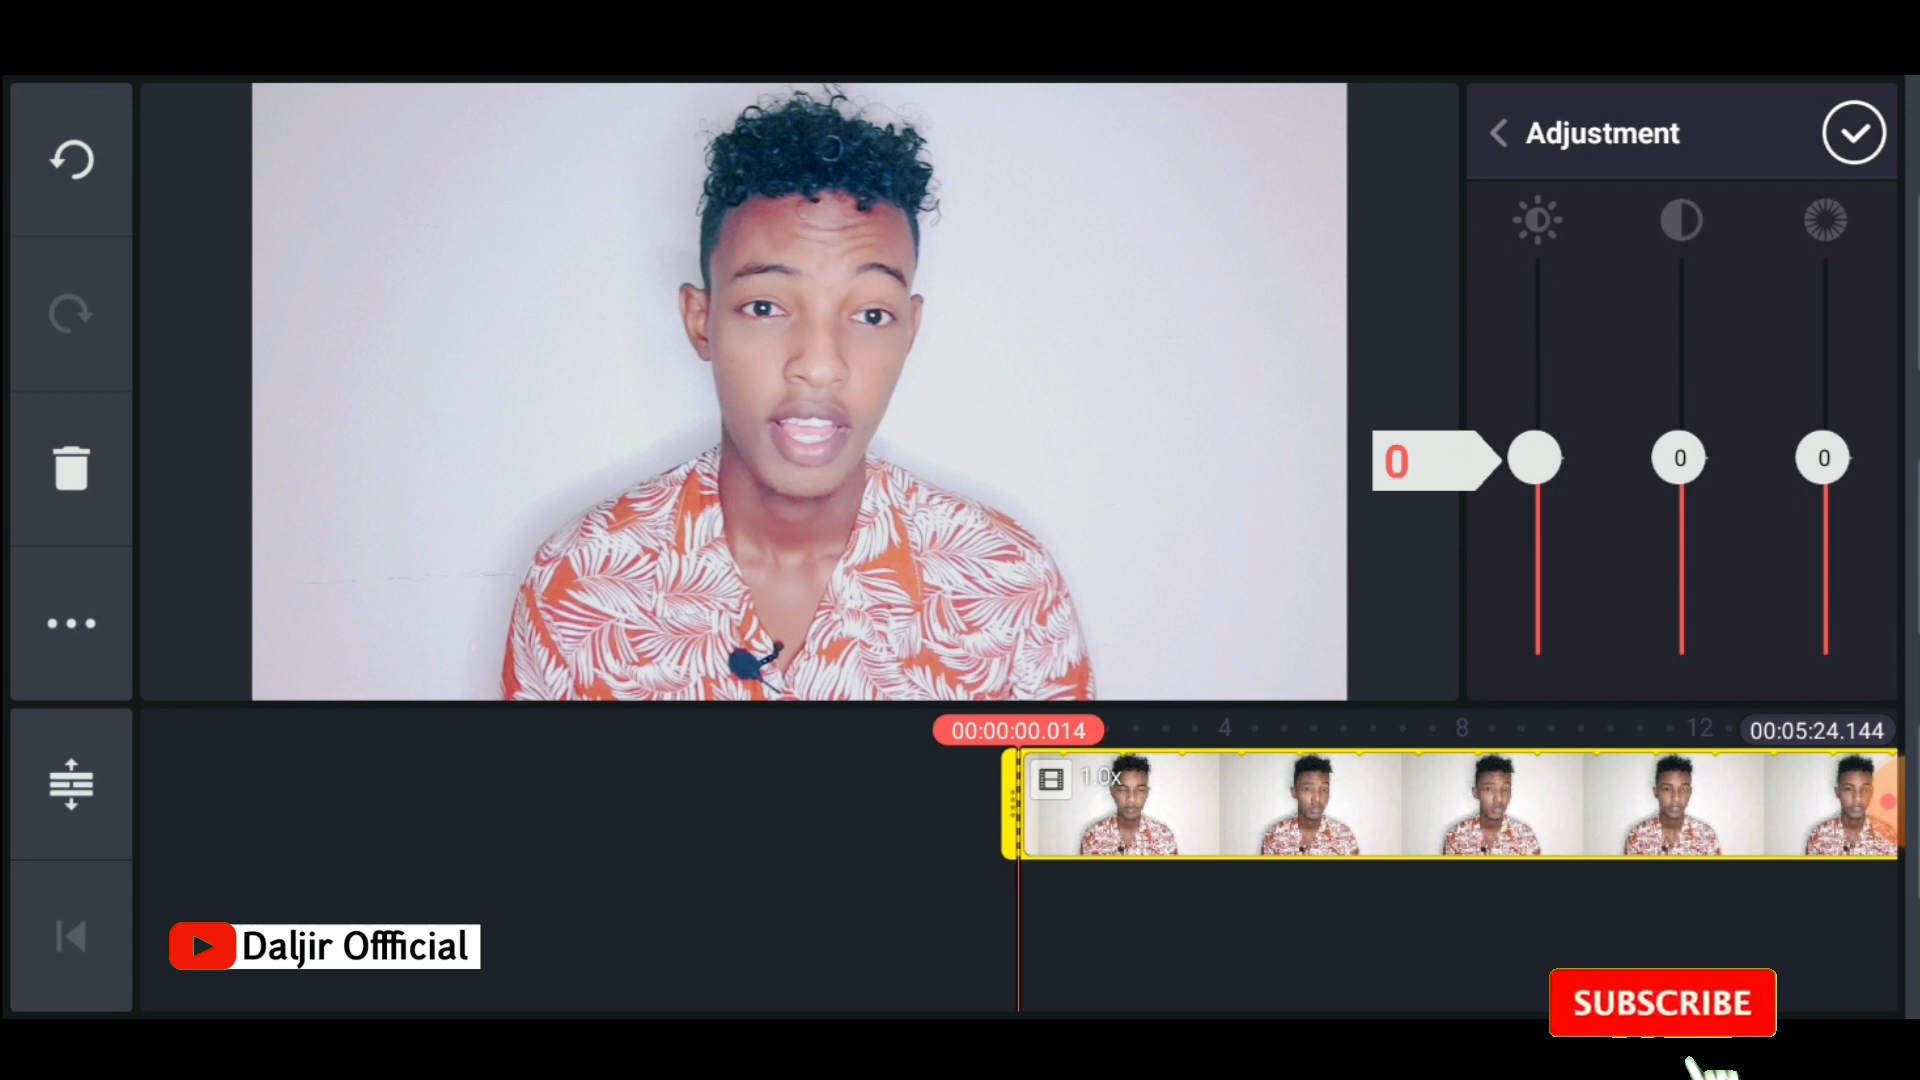 Adjustment
0
0
0
00:00:00.014
4
8
12
00:05:24.144
1.0x
Daljir Offficial
SUBSCRIBE